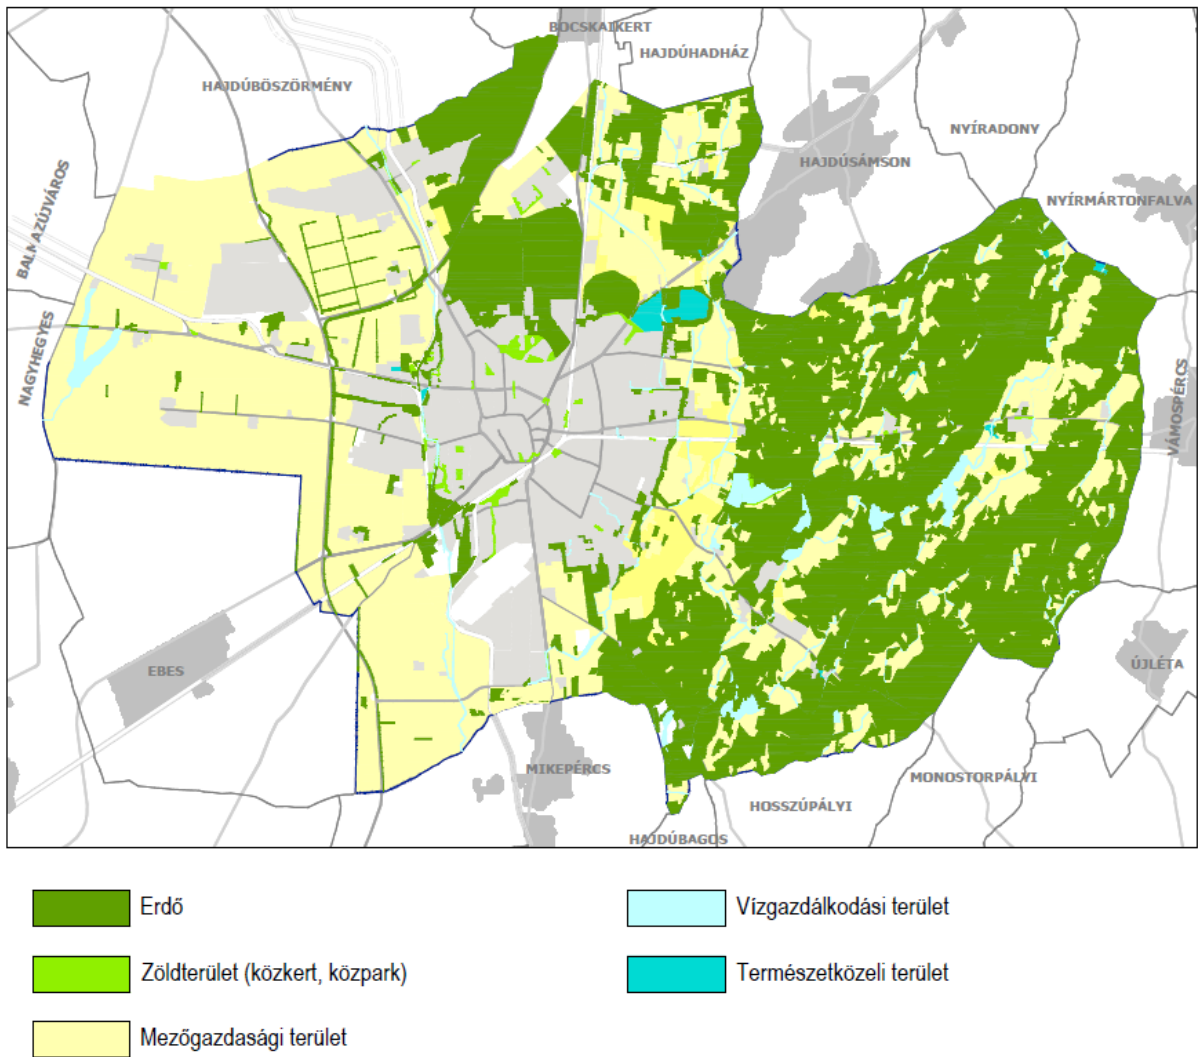 BOCSKAIKERT
HAJDÚHADHÁZ
HAJDÚBÖSZÖRMÉNY
NYÍRADONY
HAJDÚSÁMSON
NYÍRMÁRTONFALVA
BALMAZÚJVÁROS
NAGYHEGYES
VÁMOSPÉRCS
EBES
ÚJLÉTA
MIKEPÉRCS
MONOSTORPÁLYI
HOSSZÚPÁLYI
HAJDÚBAGOS
Erdő
Vízgazdálkodási terület
Zöldterület (közkert, közpark)
Természetközeli terület
Mezőgazdasági terület